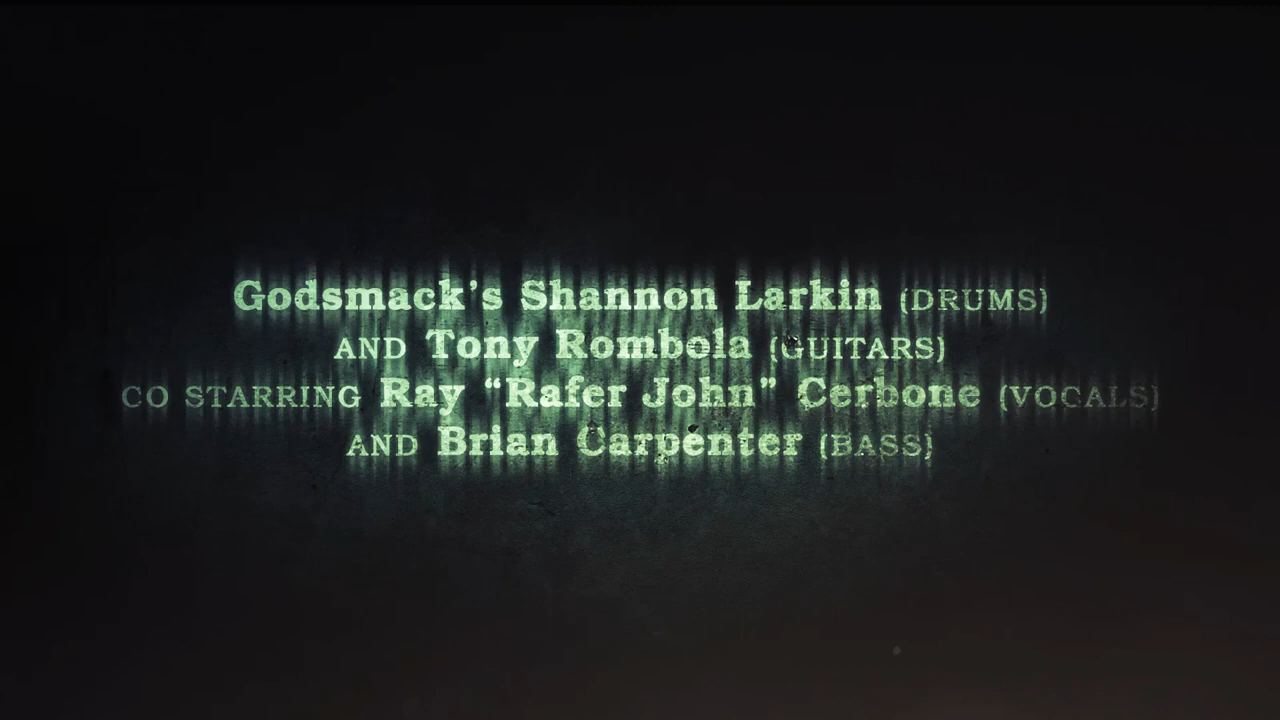 Godsmack's Shannon Larkin (DRUMS)
AND Tony Rombola (GUITARS)
CO STARRING Ray “Rafer John” Cerbone (VOCALS)
AND Brian Carpenter (BASS)